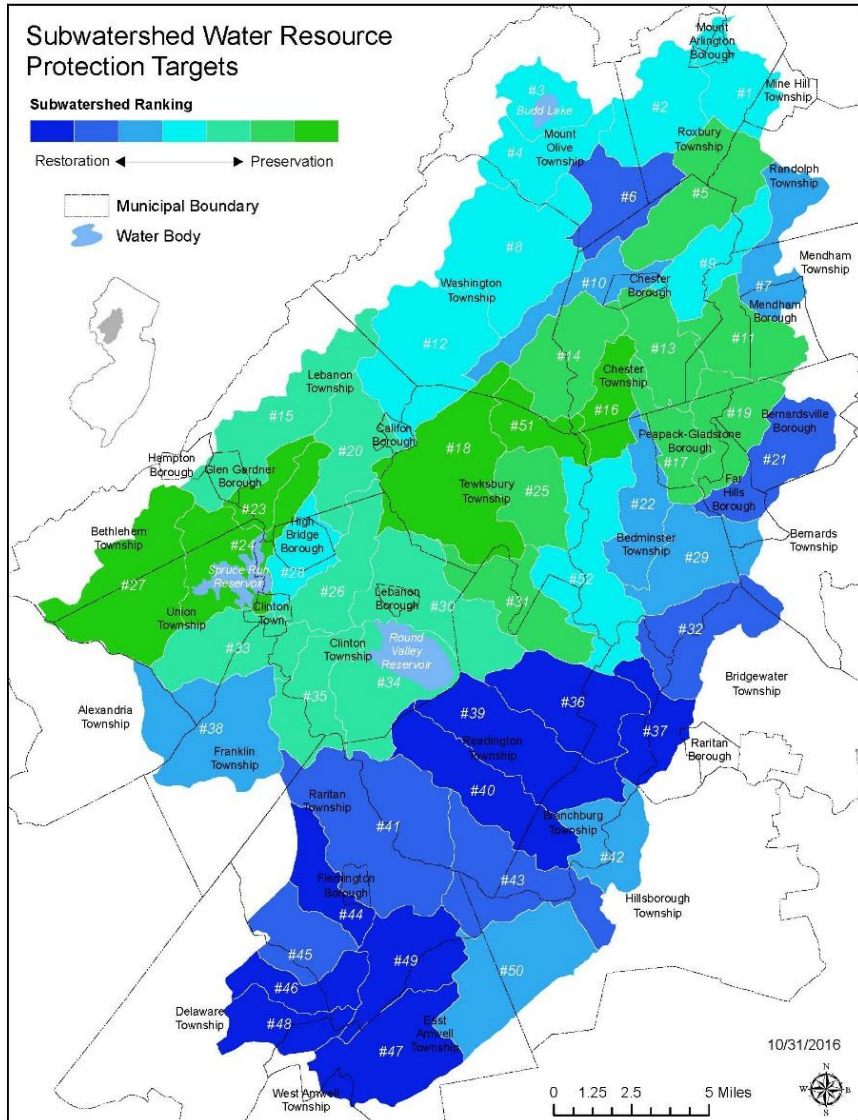 Subwatershed Water Resource
Protection Targets
Subwatershed Ranking
Restoration
Preservation
Municipal Boundary
Water Body
Mount
Arlington
Borough
#3
Budd Lake
#2
#1
Mine Hill
Township
Mount
Olive
Township
#4
Roxbury
Township
Randolph
Township
#6
#5
#8
#9
Mendham
Township
Washington
Township
#10
Chester
Borough
#7
Mendham
Borough
#12
#14
#13
#11
Lebanon
Township
Chester
Township
#15
#16
#19
Califon
Borough
#51
Peapack-Gladstone
Borough
Bernardsville
Borough
#20
#18
#17
#21
Hampton
Borough
Glen Gardner
Borough
Tewksbury
Township
#25
Far
Hills
Borough
#23
#22
High
Bridge
Borough
Bethlehem
Township
#24
Bedminster
Township
#29
Bernards
Township
#27
Spruce Run
Reservoir
#28
#52
#26
Lebanon
Borough
#30
#31
Union
Township
Clinton
Town
#32
#33
Clinton
Township
Round
Valley
Reservoir
#34
Bridgewater
Township
#35
Alexandria
Township
#38
#39
#36
#37
Franklin
Township
Readington
Township
Raritan
Borough
#40
Raritan
Township
#41
Branchburg
Township
#42
Flemington
Borough
#43
#44
Hillsborough
Township
#45
#49
#50
#46
Delaware
Township
#48
East
Amwell
Township
#47
10/31/2016
West Amwell
Township
N
W
E
S
0 1.25 2.5 5 Miles